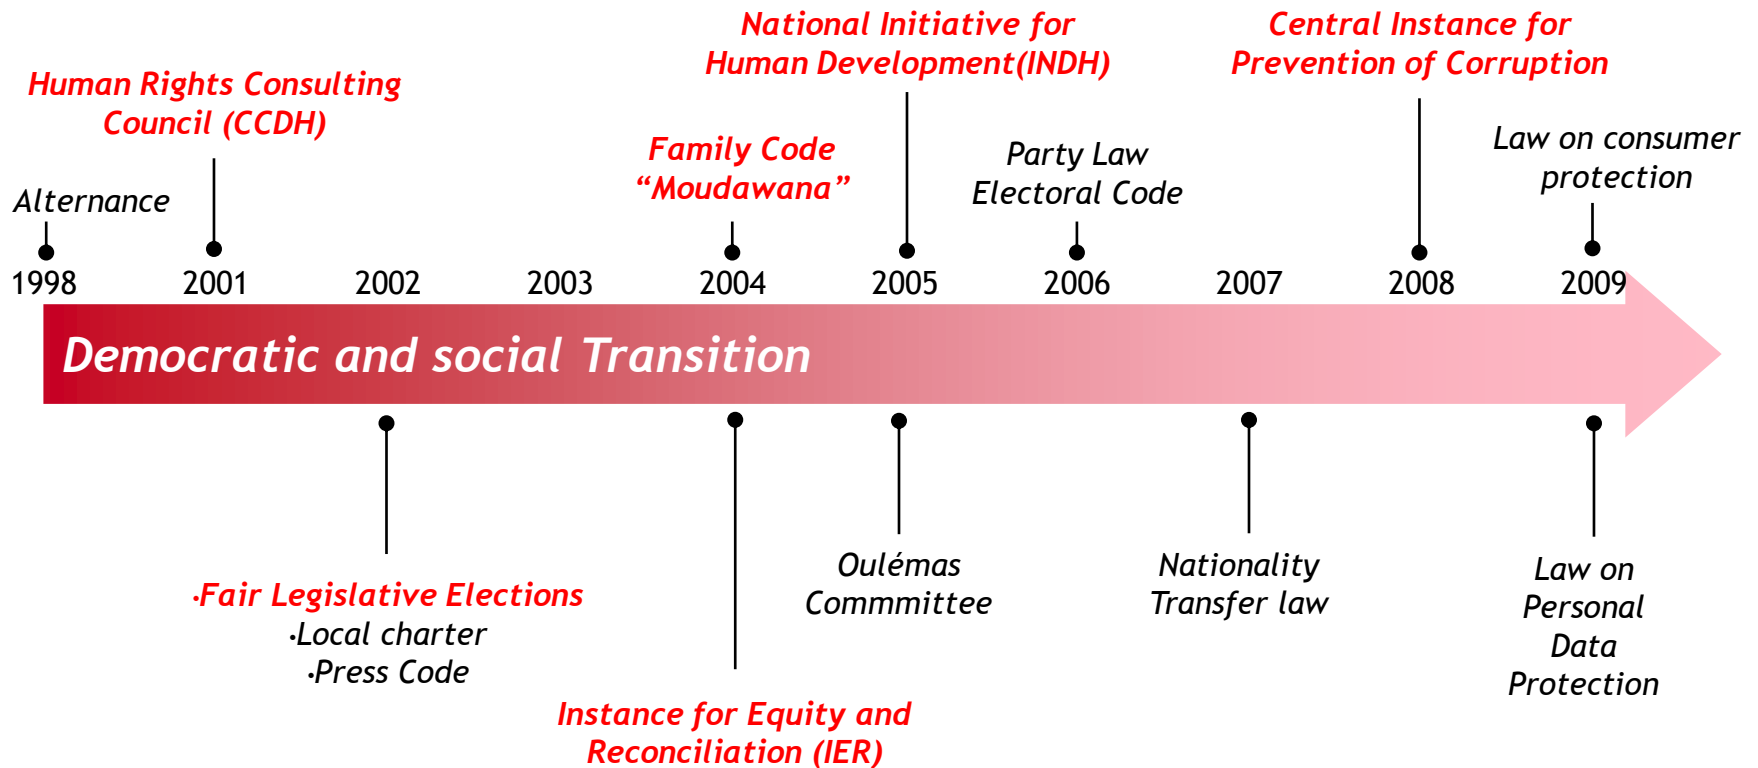 National Initiative for
Human Development(INDH)
Central Instance for
Prevention of Corruption
Human Rights Consulting
Council (CCDH)
Family Code
“Moudawana”
Party Law
Electoral Code
Law on consumer
protection
Alternance
1998 2001 2002 2003 2004 2005 2006 2007 2008 2009
Democratic and social Transition
·Fair Legislative Elections
·Local charter
·Press Code
Instance for Equity and
Reconciliation (IER)
Oulémas
Commmittee
Nationality
Transfer law
Law on
Personal
Data
Protection